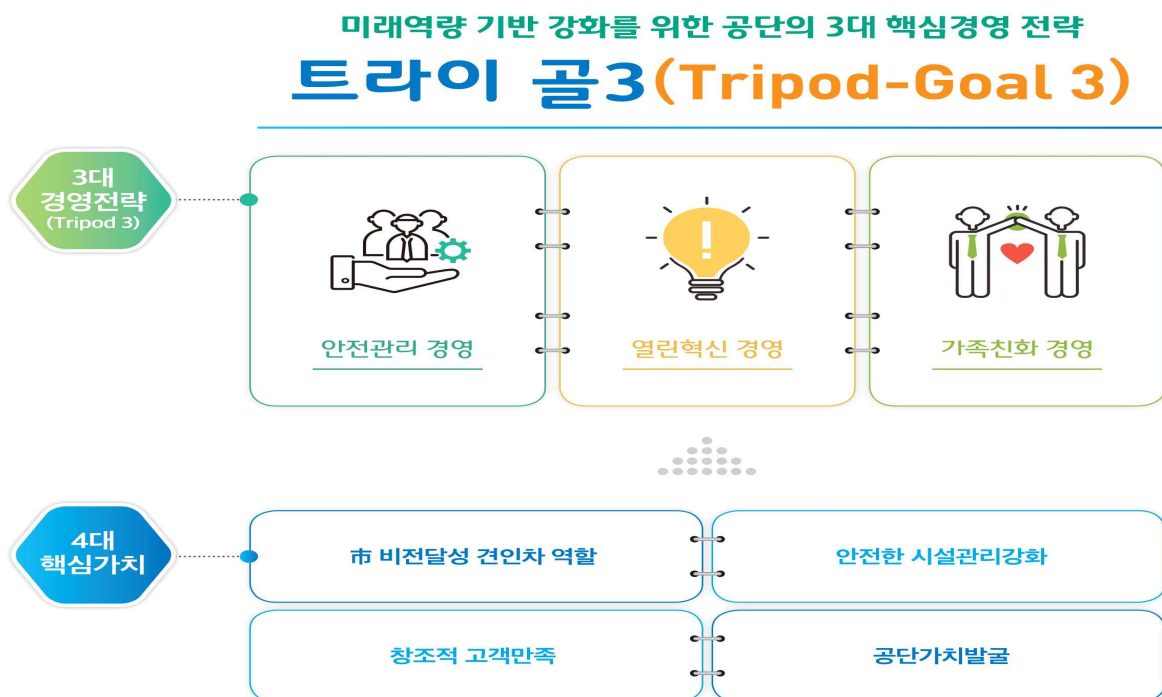 미래역량 기반 강화를 위한 공단의 3대 핵심경영 전략
트라이 골3(Tripod-Goal 3)
3대
경영전략
(Tripod 3)
안전관리 경영
열린혁신 경영
가족친화 경영
4대
핵심가치
市 비전달성 견인차 역할
안전한 시설관리강화
창조적 고객만족
공단가치발굴